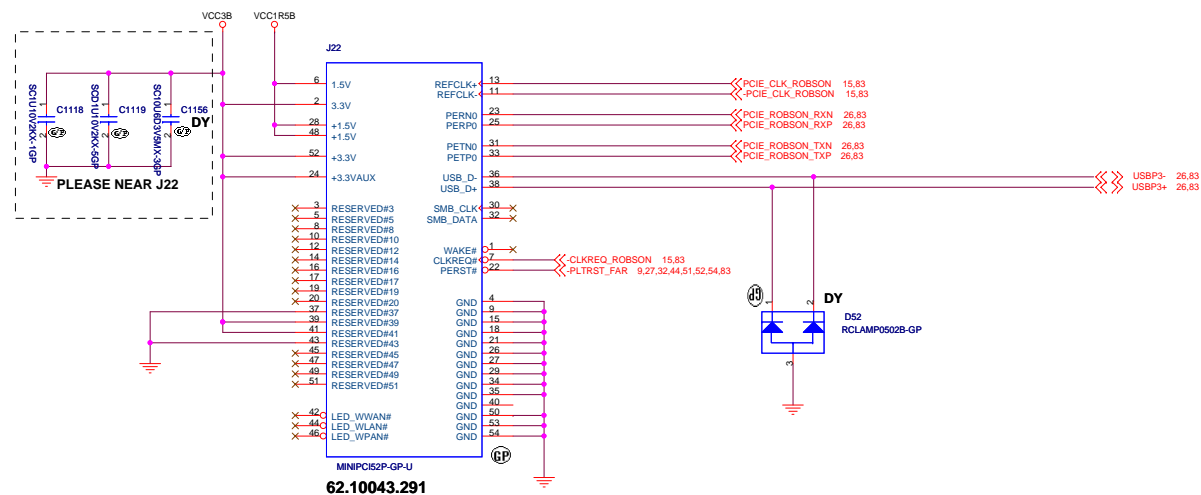 VCC3B
VCC1R5B
J22
SC1U10V2KX-1GP
1
2
C1118
SCD1U10V2KX-5GP
1
2
C1119
SC10U6D3V5MX-3GP
1
2
C1156
DY
PLEASE NEAR J22
6 1.5V
2 3.3V
28 +1.5V
48 +1.5V
52 +3.3V
24 +3.3VAUX
3 RESERVED#3
5 RESERVED#5
8 RESERVED#8
10 RESERVED#10
12 RESERVED#12
14 RESERVED#14
16 RESERVED#16
17 RESERVED#17
19 RESERVED#19
20 RESERVED#20
37 RESERVED#37
39 RESERVED#39
41 RESERVED#41
43 RESERVED#43
45 RESERVED#45
47 RESERVED#47
49 RESERVED#49
51 RESERVED#51
42 LED_WWAN#
44 LED_WLAN#
46 LED_WPAN#
REFCLK+ 13 PCIE_CLK_ROBSON 15,83
REFCLK- 11 -PCIE_CLK_ROBSON 15,83
PERN0 23 PCIE_ROBSON_RXN 26,83
PERP0 25 PCIE_ROBSON_RXP 26,83
PETN0 31 PCIE_ROBSON_TXN 26,83
PETP0 33 PCIE_ROBSON_TXP 26,83
USB_D- 36 USBP3- 26,83
USB_D+ 38 USBP3+ 26,83
SMB_CLK 30
SMB_DATA 32
WAKE# 1
CLKREQ# 7 -CLKREQ_ROBSON 15,83
PERST# 22 -PLTRST_FAR 9,27,32,44,51,52,54,83
GND 4
GND 9
GND 15
GND 18
GND 21
GND 26
GND 27
GND 29
GND 34
GND 35
GND 40
GND 50
GND 53
GND 54
GP
MINIPCI52P-GP-U
62.10043.291
GP
1
2
DY
D52
RCLAMP0502B-GP
3